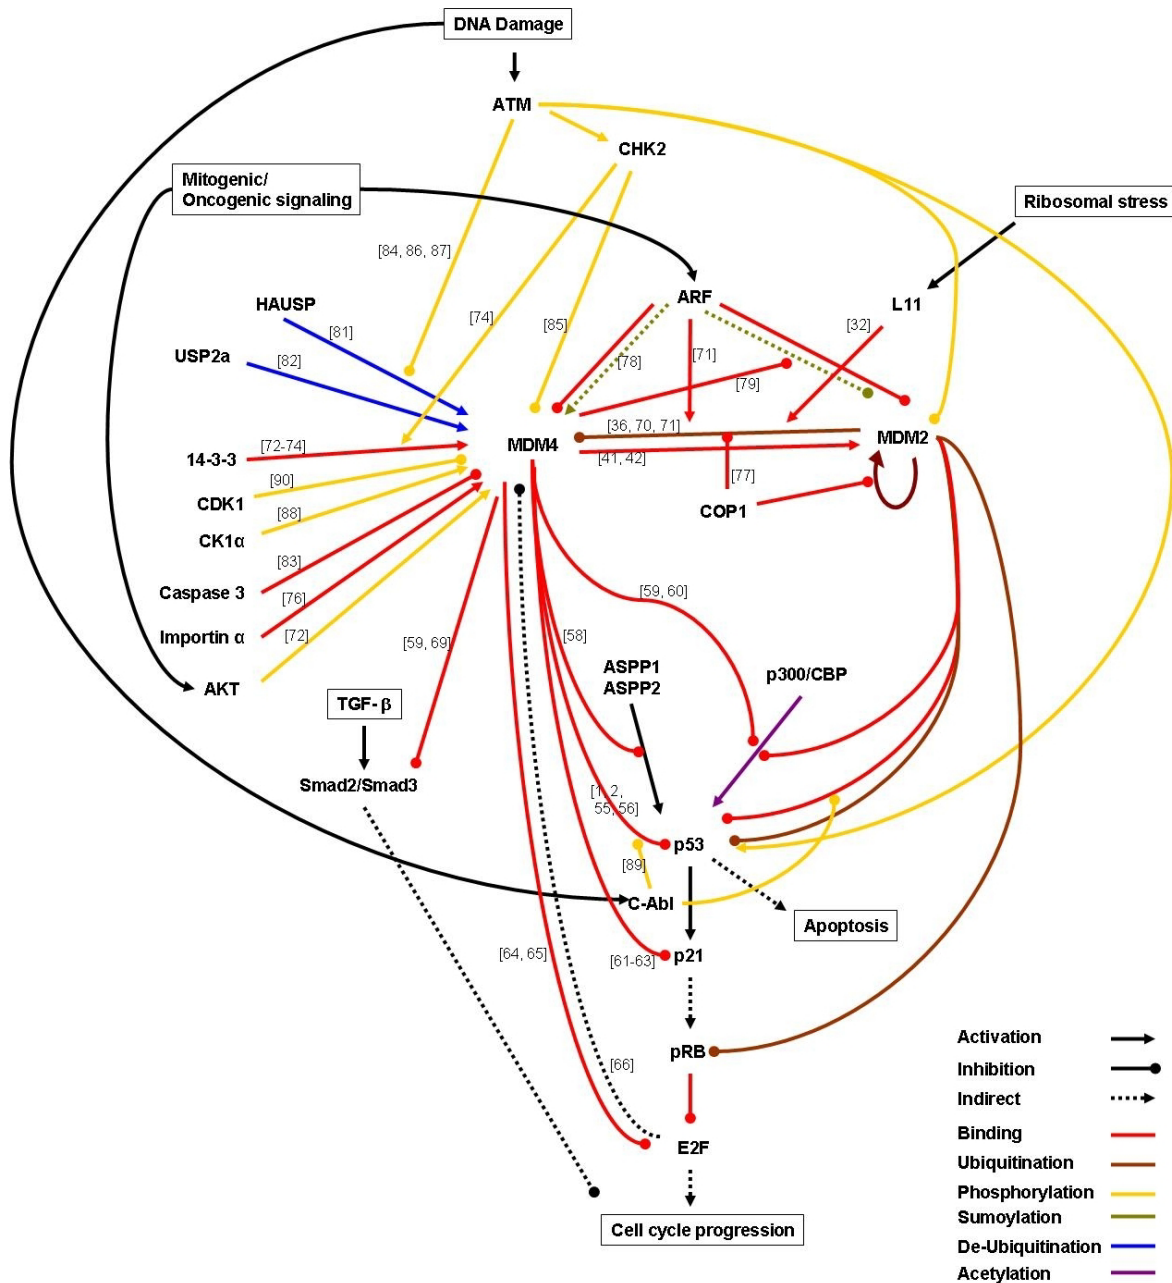 DNA Damage
ATM
CHK2
Mitogenic/
Oncogenic signaling
Ribosomal stress
[84, 86, 87]
ARF
L11
HAUSP
[81]
[74]
[85]
[32]
USP2a
[82]
[78]
[71]
[79]
[36, 70, 71]
MDM4
MDM2
14-3-3
[72-74]
[41, 42]
[90]
[77]
CDK1
COP1
[88]
CK1α
[83]
Caspase 3
[76]
[59, 60]
Importin α
[72]
[59, 69]
[58]
ASPP1
ASPP2
p300/CBP
AKT
TGF- β
Smad2/Smad3
[1, 2,
55, 56]
p53
[89]
C-Abl
Apoptosis
[64, 65]
[61-63]
p21
pRB
[66]
E2F
Cell cycle progression
Activation
Inhibition
Indirect
Binding
Ubiquitination
Phosphorylation
Sumoylation
De-Ubiquitination
Acetylation